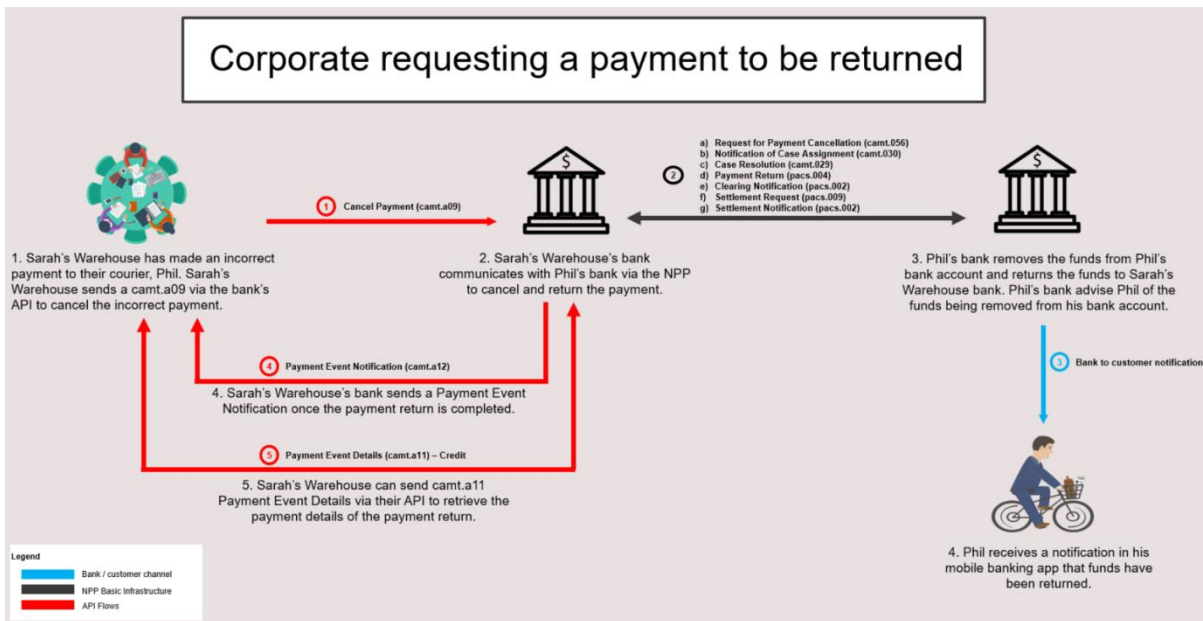 Corporate requesting a payment to be returned
a) Request for Payment Cancellation (camt.056)
b) Notification of Case Assignment (camt.030)
c) Case Resolution (camt.029)
d) Payment Return (pacs.004)
e) Clearing Notification (pacs.002)
f) Settlement Request (pacs.009)
g) Settlement Notification (pacs.002)
$
$
1 Cancel Payment (camt.a09)
2
1. Sarah's Warehouse has made an incorrect
payment to their courier, Phil. Sarah's
Warehouse sends a camt.a09 via the bank's
API to cancel the incorrect payment.
2. Sarah's Warehouse's bank
communicates with Phil's bank via the NPP
to cancel and return the payment.
3. Phil's bank removes the funds from Phil's
bank account and returns the funds to Sarah's
Warehouse bank. Phil's bank advise Phil of the
funds being removed from his bank account.
4 Payment Event Notification (camt.a12)
3 Bank to customer notification
4. Sarah's Warehouse's bank sends a Payment Event
Notification once the payment return is completed.
5 Payment Event Details (camt.a11) – Credit
5. Sarah's Warehouse can send camt.a11
Payment Event Details via their API to retrieve the
payment details of the payment return.
4. Phil receives a notification in his
mobile banking app that funds have
been returned.
Legend
Bank / customer channel
NPP Basic Infrastructure
API Flows